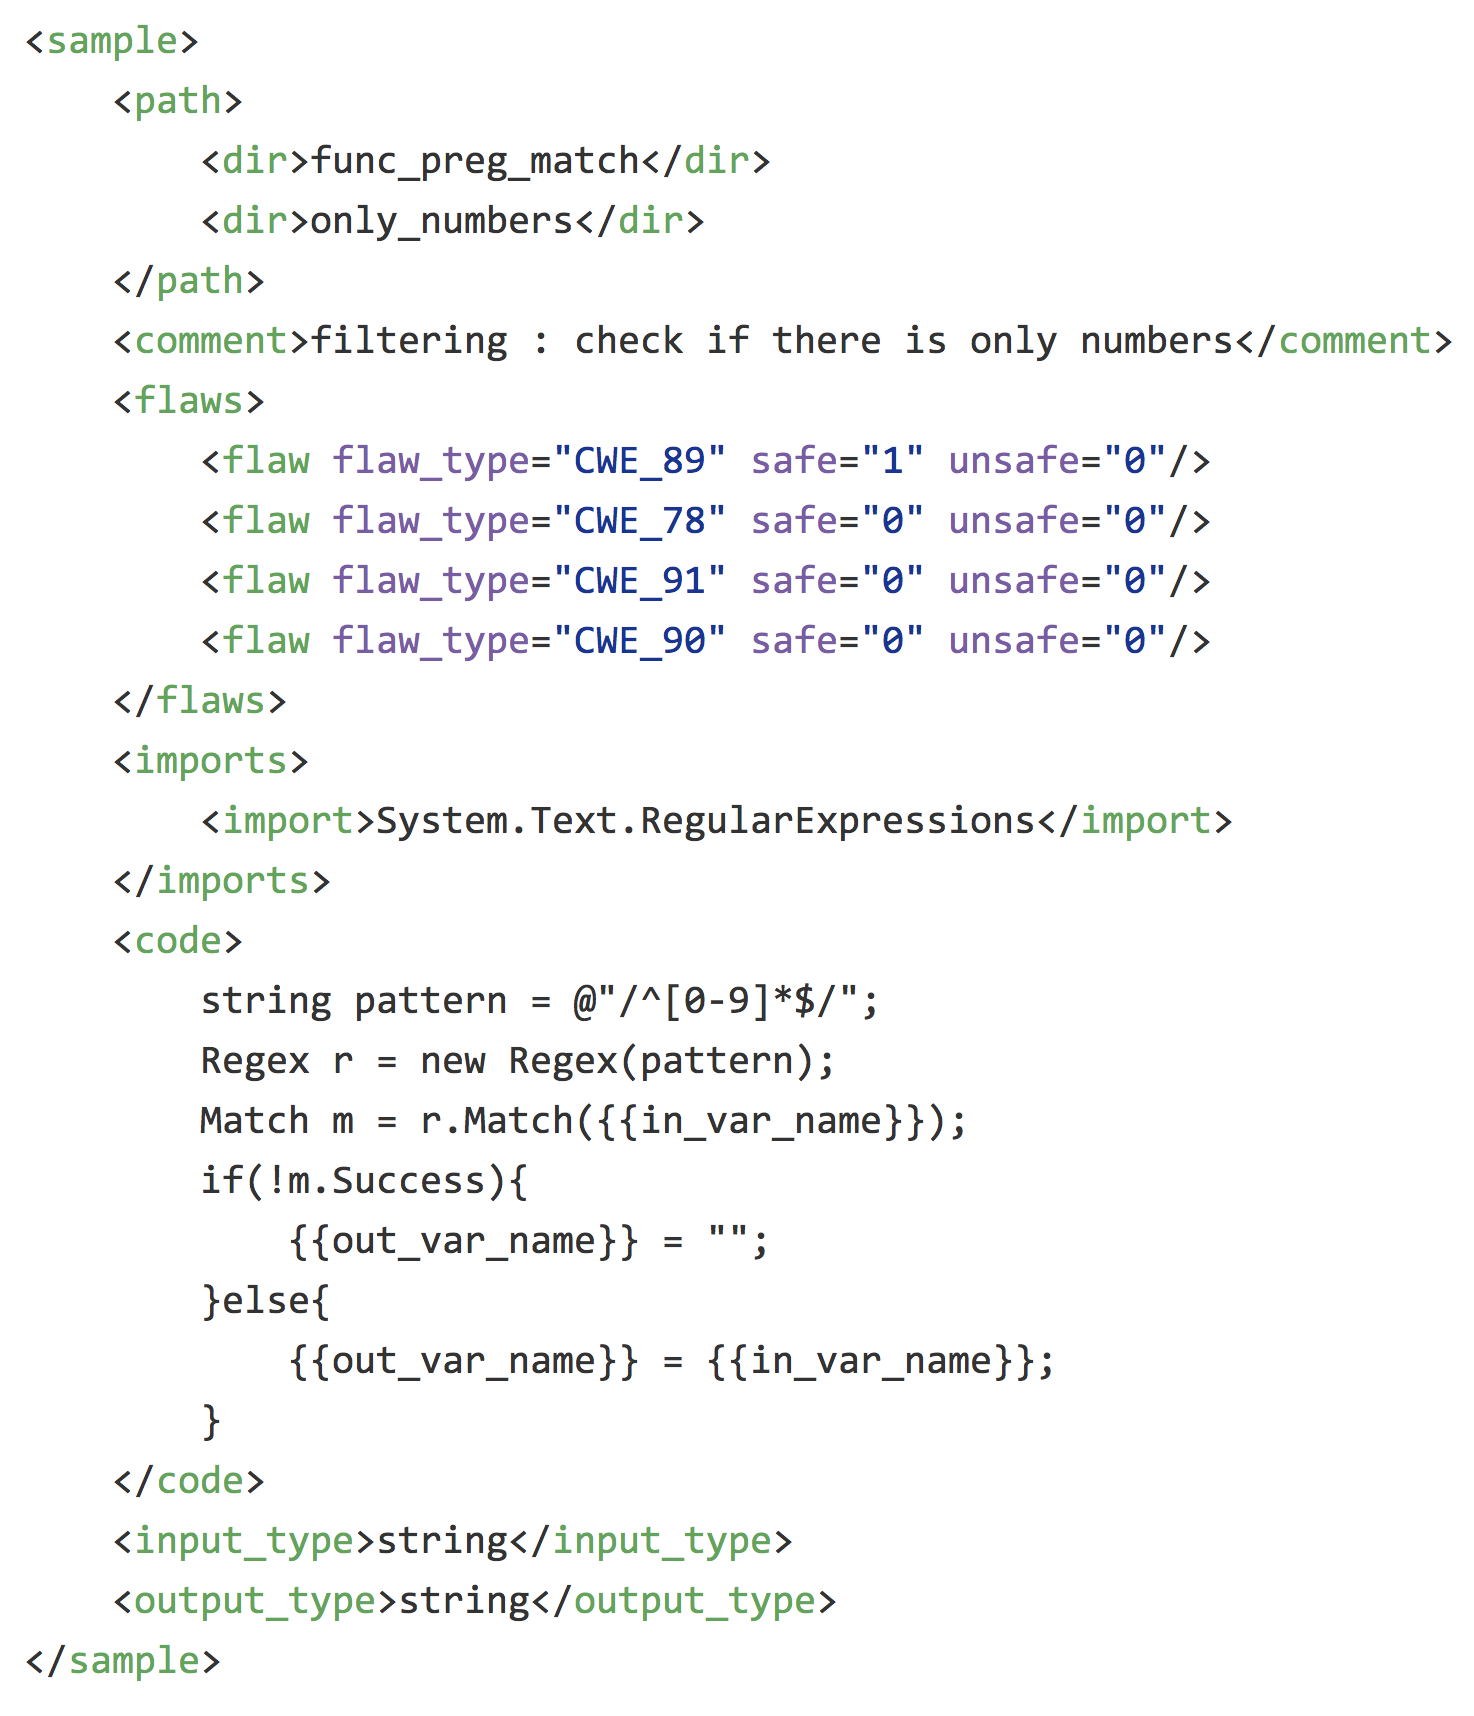 <sample>
    <path>
        <dir>func_preg_match</dir>
        <dir>only_numbers</dir>
    </path>
    <comment>filtering : check if there is only numbers</comment>
    <flaws>
        <flaw flaw_type="CWE_89" safe="1" unsafe="0"/>
        <flaw flaw_type="CWE_78" safe="0" unsafe="0"/>
        <flaw flaw_type="CWE_91" safe="0" unsafe="0"/>
        <flaw flaw_type="CWE_90" safe="0" unsafe="0"/>
    </flaws>
    <imports>
        <import>System.Text.RegularExpressions</import>
    </imports>
    <code>
        string pattern = @"/^[0-9]*$/";
        Regex r = new Regex(pattern);
        Match m = r.Match({{in_var_name}});
        if(!m.Success){
            {{out_var_name}} = "";
        }else{
            {{out_var_name}} = {{in_var_name}};
        }
    </code>
    <input_type>string</input_type>
    <output_type>string</output_type>
</sample>